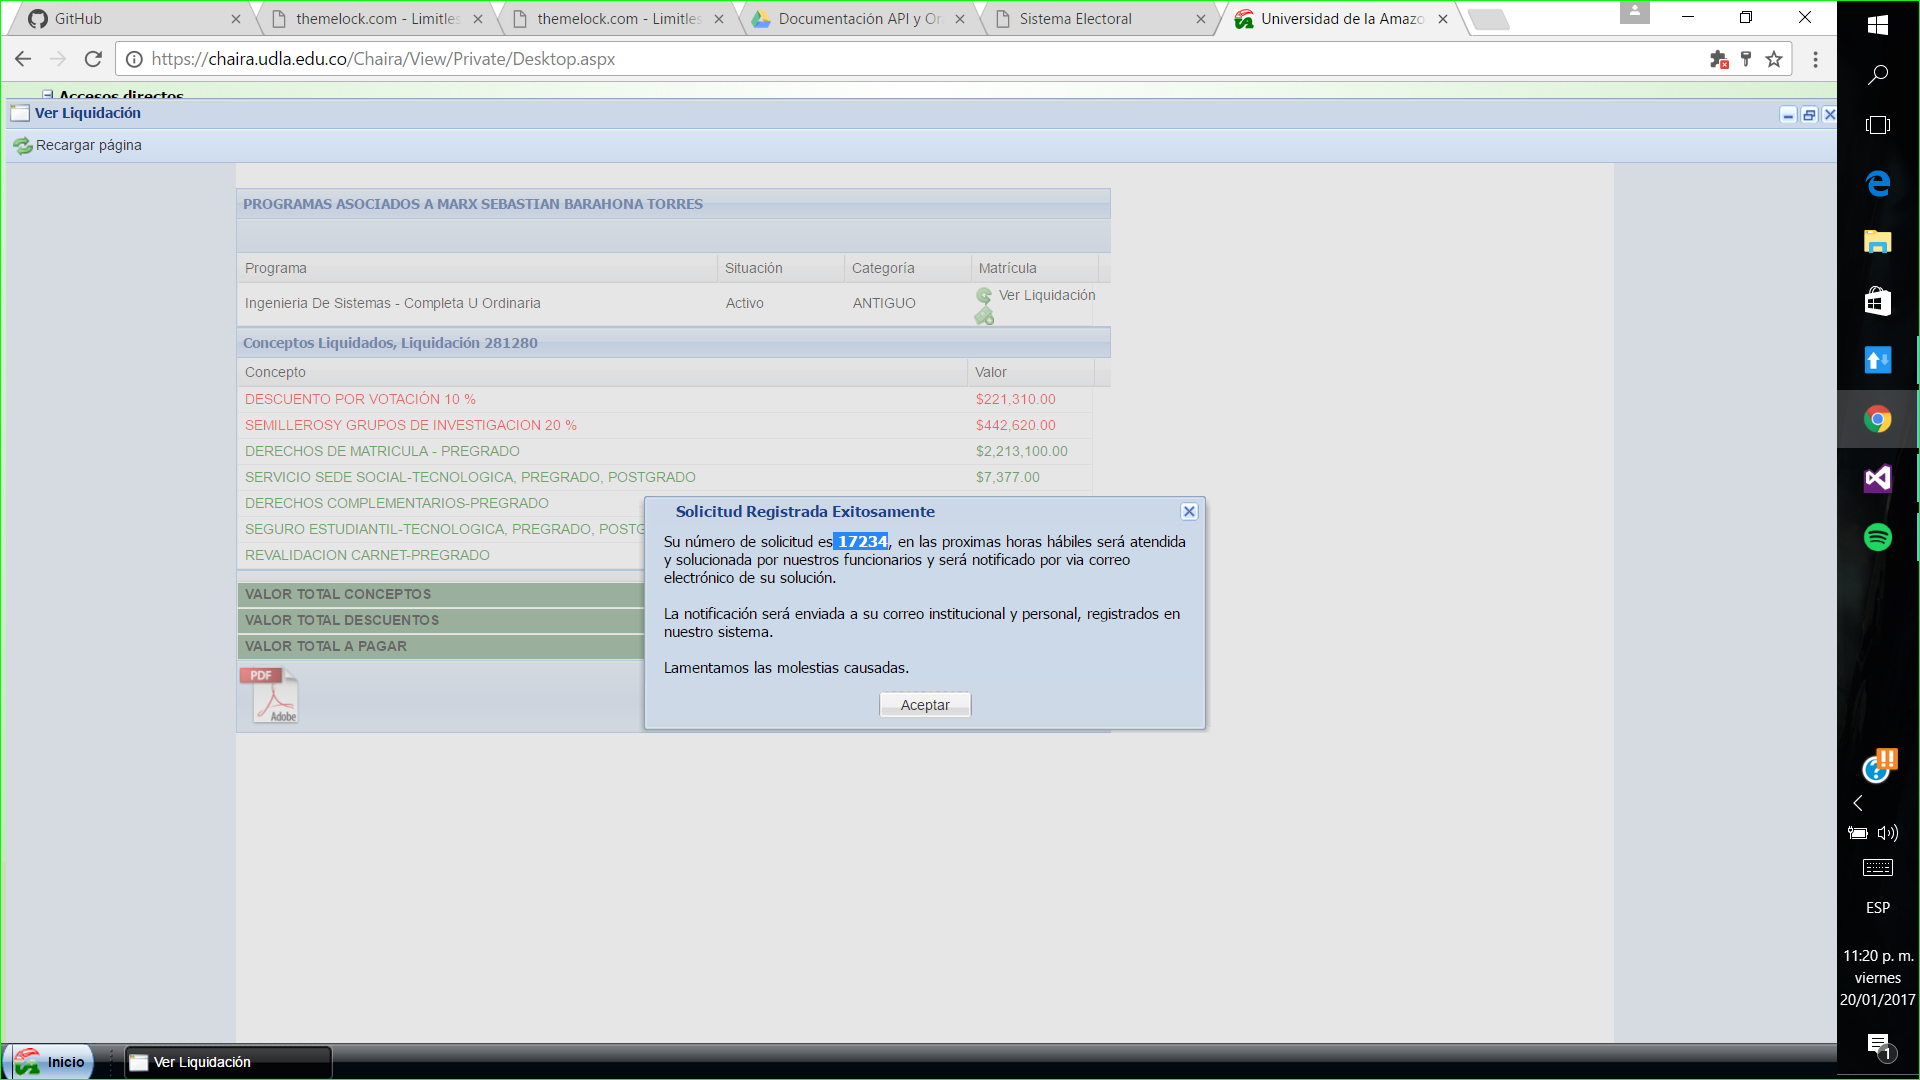 GitHub
themelock.com - Limitles
themelock.com - Limitles
Documentación API y Or
Sistema Electoral
Universidad de la Amazo
https://chaira.udla.edu.co/Chaira/View/Private/Desktop.aspx
Accesos directos
Ver Liquidación
Recargar página
PROGRAMAS ASOCIADOS A MARX SEBASTIAN BARAHONA TORRES
Programa Situación Categoría Matrícula
Ingenieria De Sistemas - Completa U Ordinaria Activo ANTIGUO Ver Liquidación
Conceptos Liquidados, Liquidación 281280
Concepto Valor
DESCUENTO POR VOTACIÓN 10 % $221,310.00
SEMILLEROSY GRUPOS DE INVESTIGACION 20 % $442,620.00
DERECHOS DE MATRICULA - PREGRADO $2,213,100.00
SERVICIO SEDE SOCIAL-TECNOLOGICA, PREGRADO, POSTGRADO $7,377.00
DERECHOS COMPLEMENTARIOS-PREGRADO
SEGURO ESTUDIANTIL-TECNOLOGICA, PREGRADO, POSTG
REVALIDACION CARNET-PREGRADO
VALOR TOTAL CONCEPTOS
VALOR TOTAL DESCUENTOS
VALOR TOTAL A PAGAR
PDF
Adobe
Solicitud Registrada Exitosamente
Su número de solicitud es 17234, en las proximas horas hábiles será atendida
y solucionada por nuestros funcionarios y será notificado por via correo
electrónico de su solución.
La notificación será enviada a su correo institucional y personal, registrados en
nuestro sistema.
Lamentamos las molestias causadas.
Aceptar
ESP
11:20 p. m.
viernes
20/01/2017
1
Inicio
Ver Liquidación